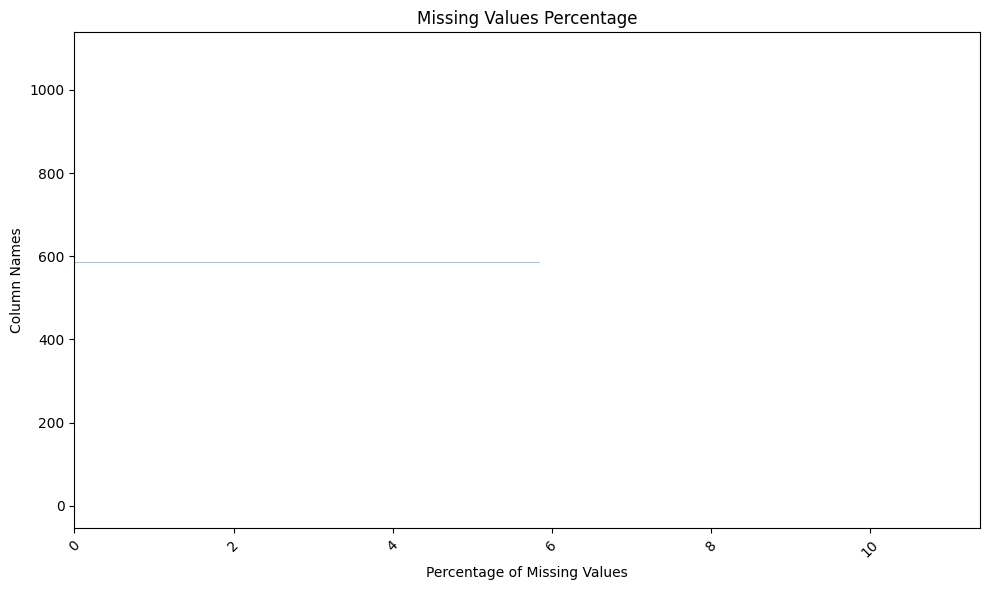 Missing Values Percentage
1000
800
600
400
200
0
Column Names
0 2 4 6 8 10
Percentage of Missing Values